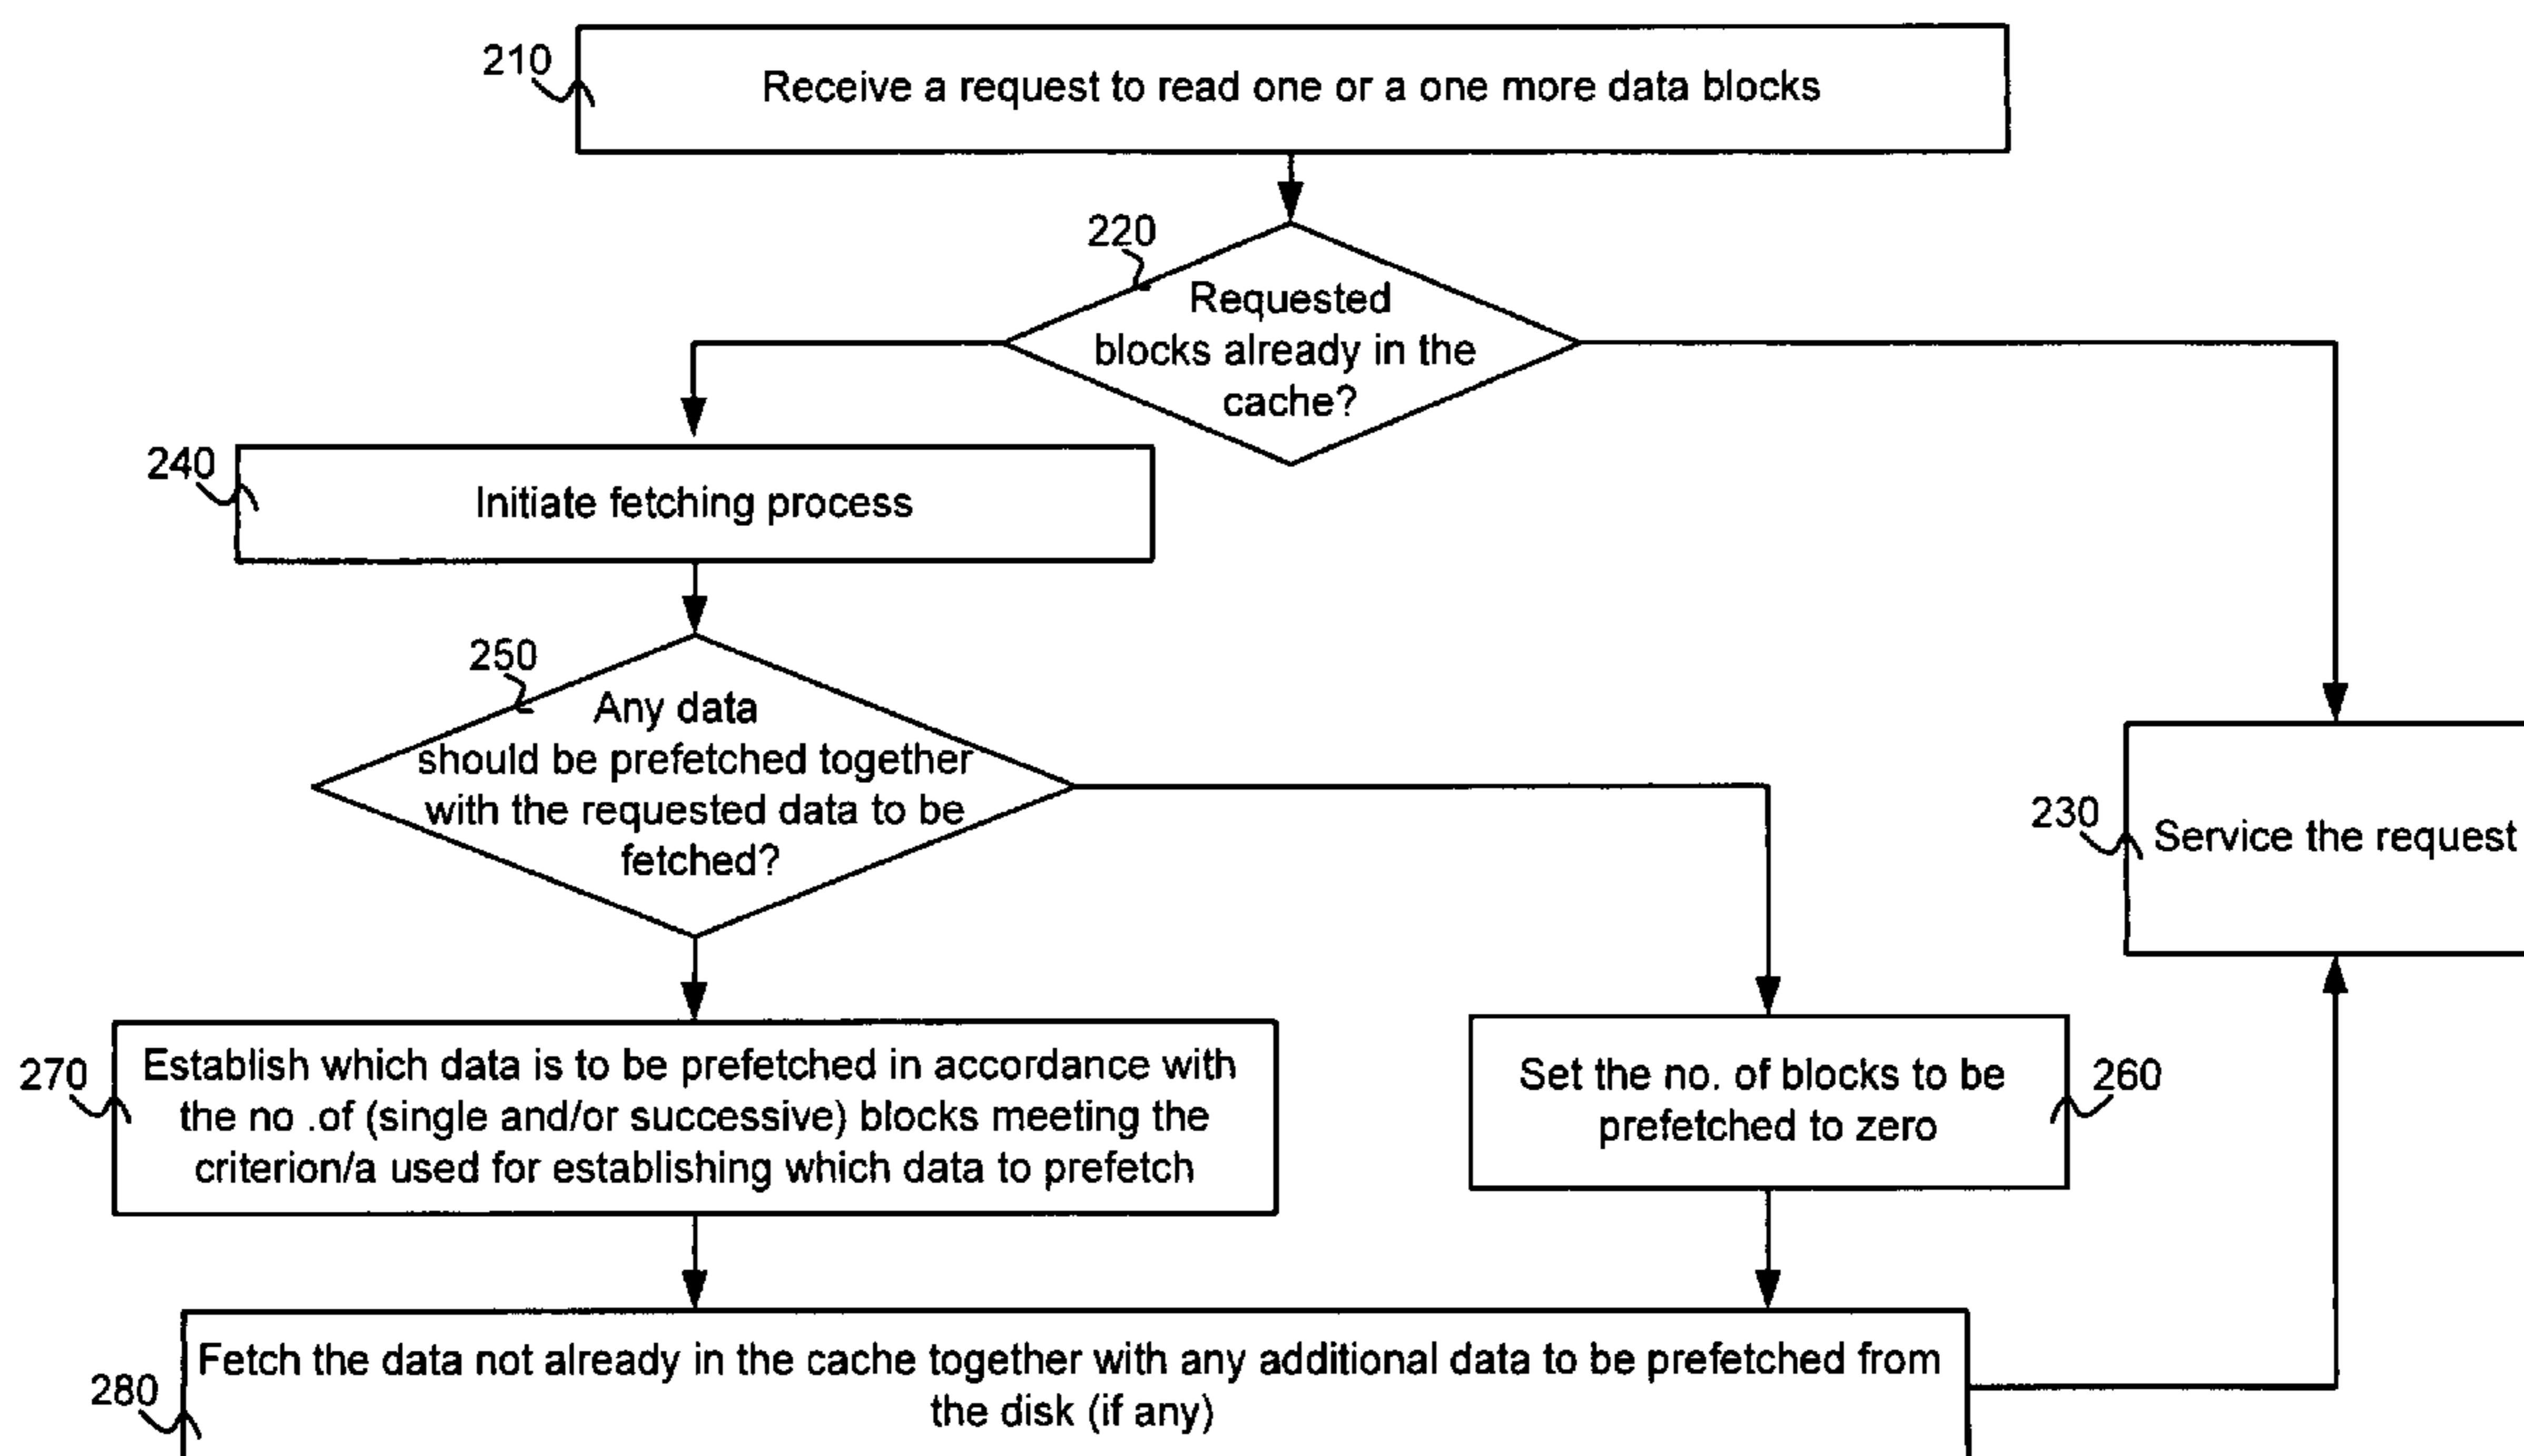 210
Receive a request to read one or a one more data blocks
220
Requested
blocks already in the
cache?
240
Initiate fetching process
250
Any data
should be prefetched together
with the requested data to be
fetched?
230
Service the request
270
Establish which data is to be prefetched in accordance with
the no .of (single and/or successive) blocks meeting the
criterion/a used for establishing which data to prefetch
Set the no. of blocks to be
prefetched to zero
260
280
Fetch the data not already in the cache together with any additional data to be prefetched from
the disk (if any)